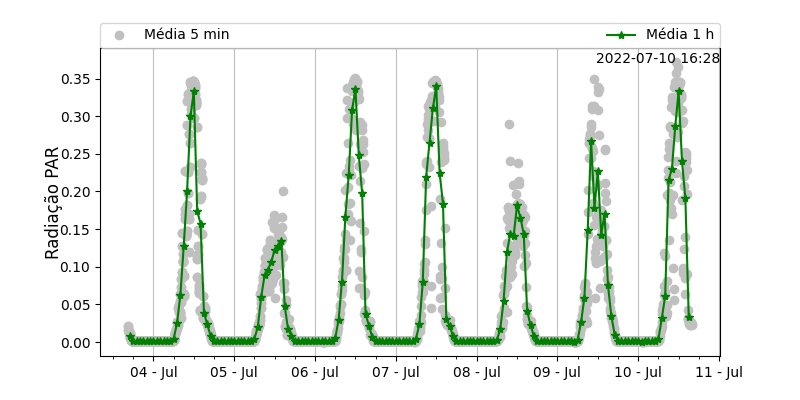 Média 5 min
Média 1 h
2022-07-10 16:28
0.35
0.30
0.25
0.20
0.15
0.10
0.05
0.00
Radiação PAR
04 - Jul
05 - Jul
06 - Jul
07 - Jul
08 - Jul
09 - Jul
10 - Jul
11 - Jul